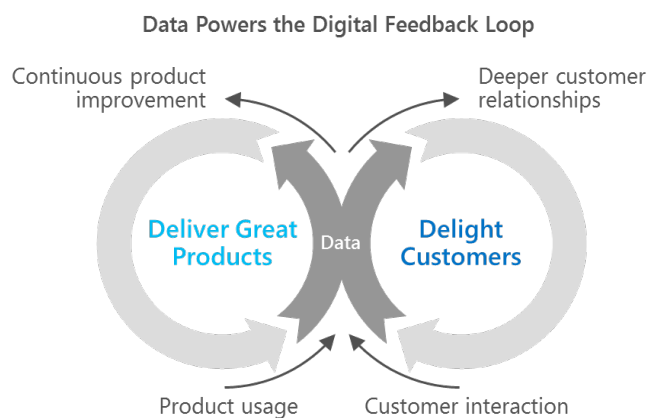 Data Powers the Digital Feedback Loop
Continuous product
improvement
Deeper customer
relationships
Deliver Great
Products
Data
Delight
Customers
Product usage
Customer interaction